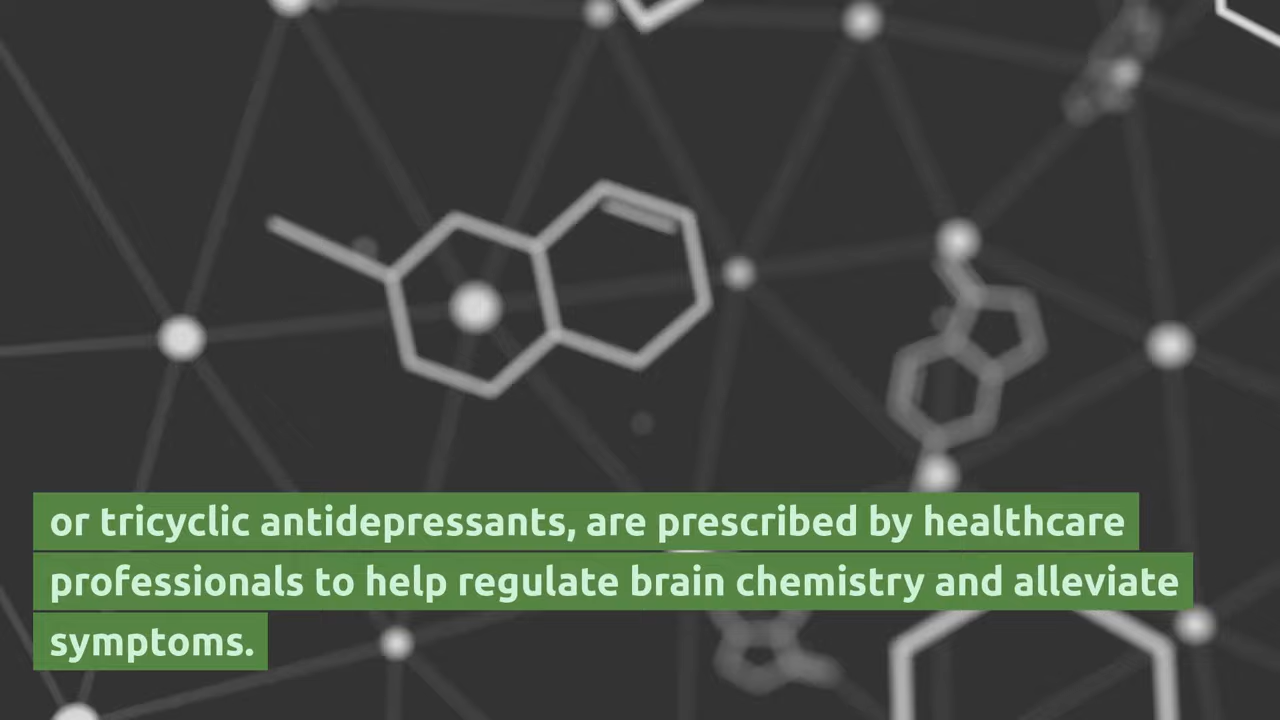 or tricyclic antidepressants, are prescribed by healthcare
professionals to help regulate brain chemistry and alleviate
symptoms.